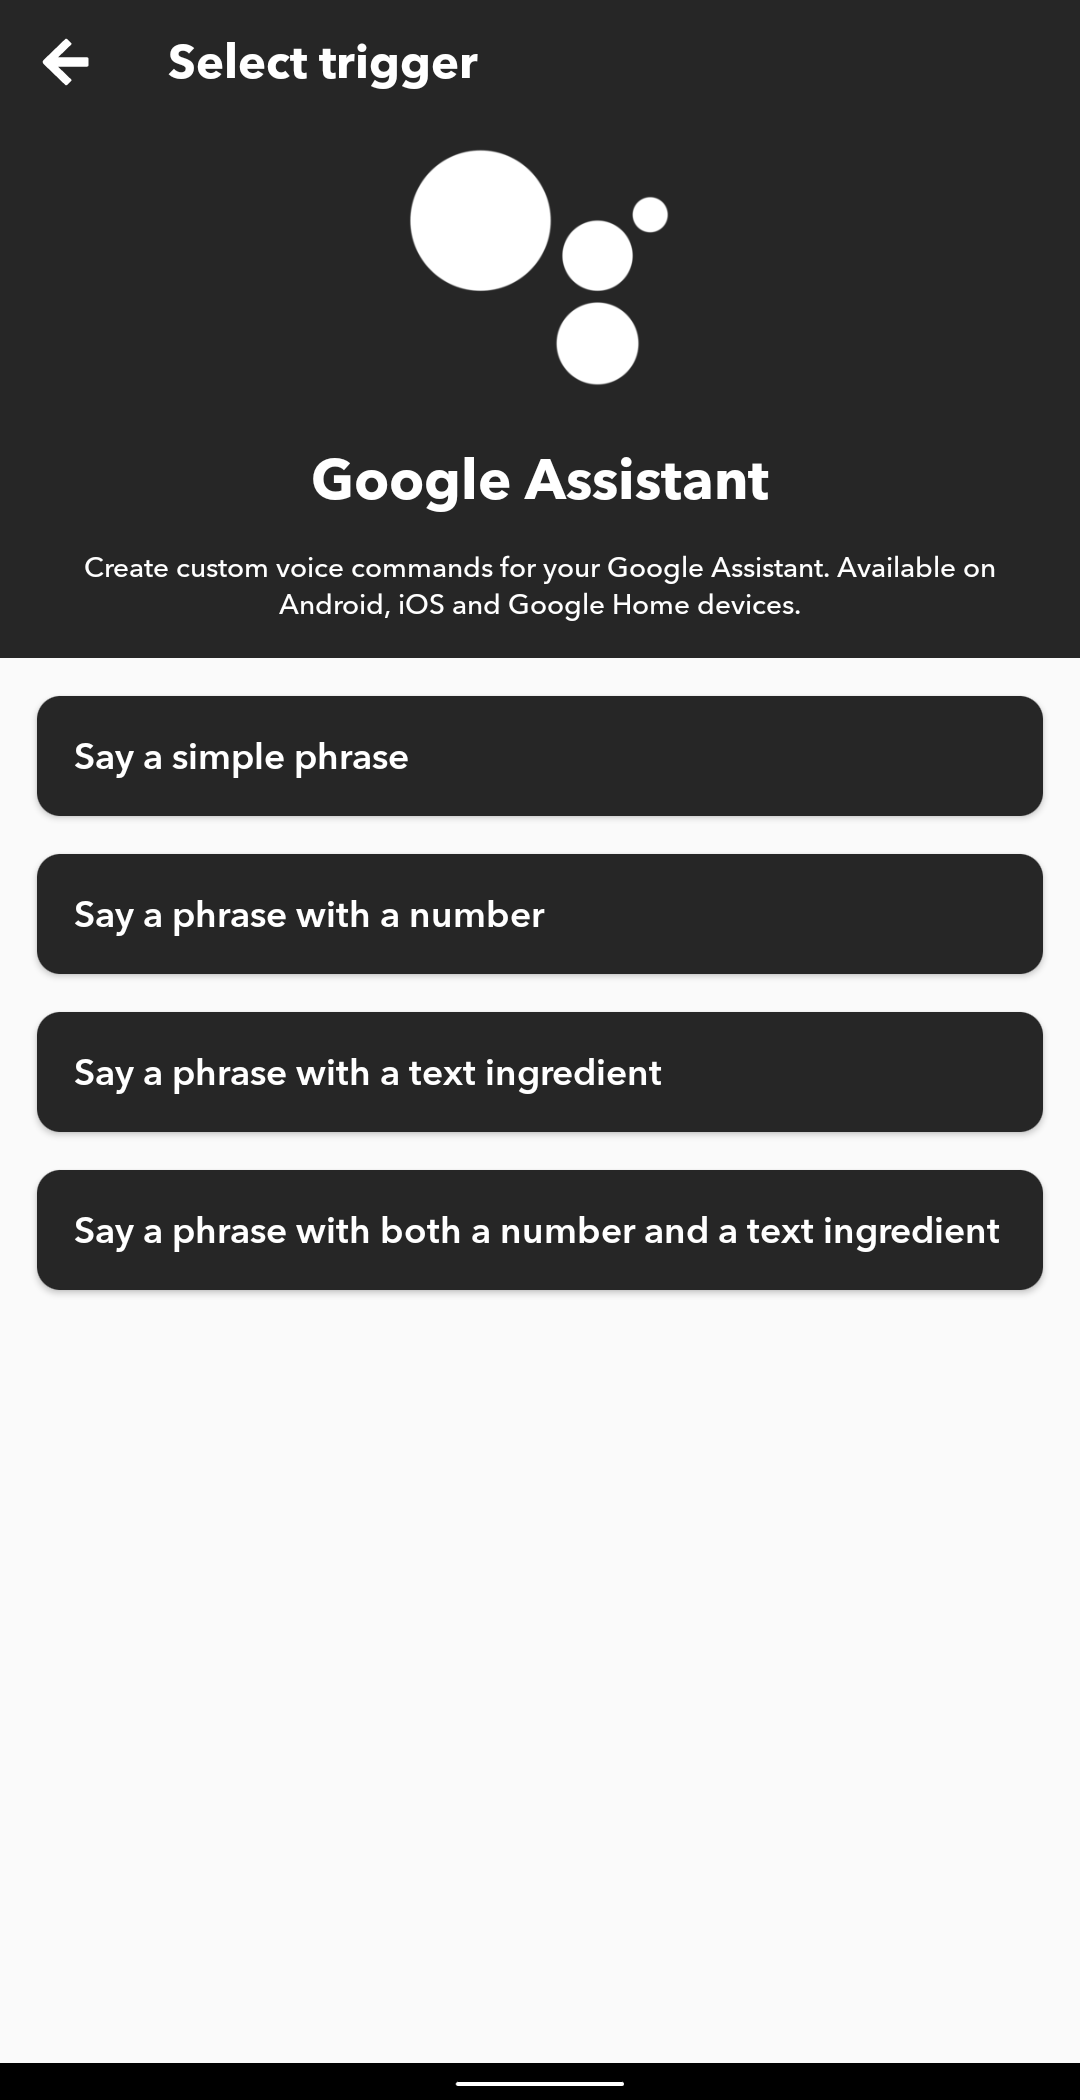 Select trigger
Google Assistant
Create custom voice commands for your Google Assistant. Available on
Android, iOS and Google Home devices.
Say a simple phrase
Say a phrase with a number
Say a phrase with a text ingredient
Say a phrase with both a number and a text ingredient